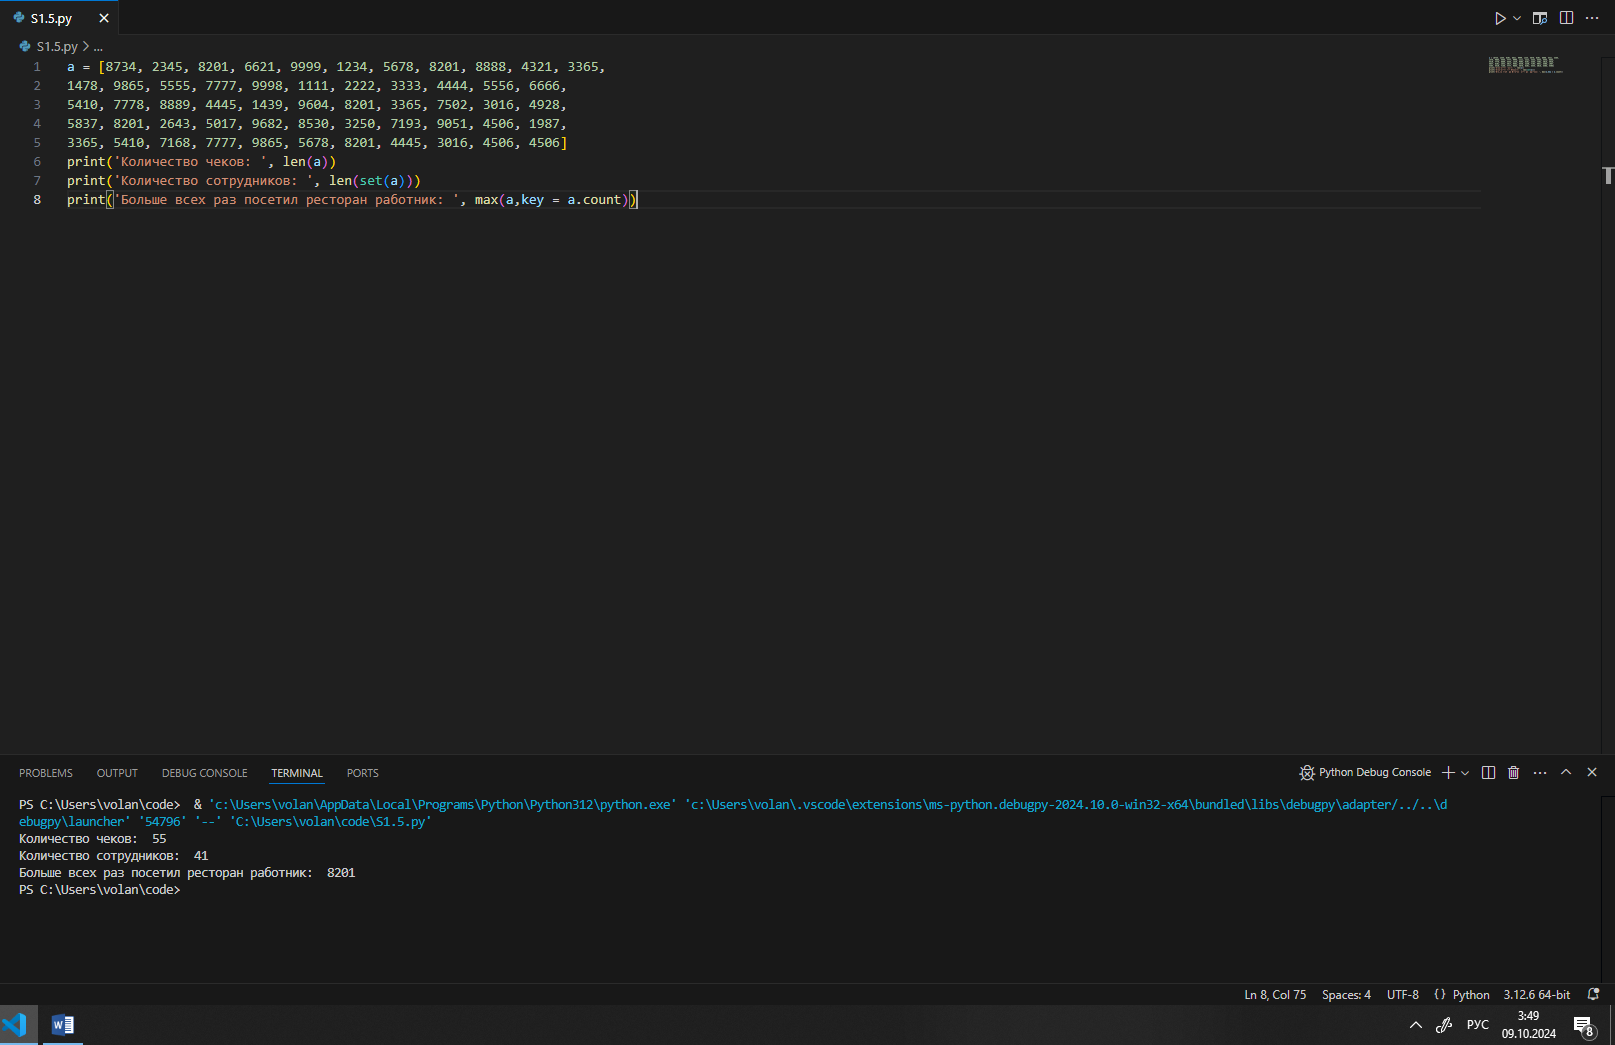 S1.5.py
S1.5.py > ...
1 a = [8734, 2345, 8201, 6621, 9999, 1234, 5678, 8201, 8888, 4321, 3365,
2 1478, 9865, 5555, 7777, 9998, 1111, 2222, 3333, 4444, 5556, 6666,
3 5410, 7778, 8889, 4445, 1439, 9604, 8201, 3365, 7502, 3016, 4928,
4 5837, 8201, 2643, 5017, 9682, 8530, 3250, 7193, 9051, 4506, 1987,
5 3365, 5410, 7168, 7777, 9865, 5678, 8201, 4445, 3016, 4506, 4506]
6 print('Количество чеков: ', len(a))
7 print('Количество сотрудников: ', len(set(a)))
8 print('Больше всех раз посетил ресторан работник: ', max(a,key = a.count))
PROBLEMS OUTPUT DEBUG CONSOLE TERMINAL PORTS Python Debug Console
PS C:\Users\volan\code> & 'c:\Users\volan\AppData\Local\Programs\Python\Python312\python.exe' 'c:\Users\volan\.vscode\extensions\ms-python.debugpy-2024.10.0-win32-x64\bundled\libs\debugpy\adapter/../..\d
ebugpy\launcher' '54796' '--' 'C:\Users\volan\code\S1.5.py'
Количество чеков:  55
Количество сотрудников:  41
Больше всех раз посетил ресторан работник:  8201
PS C:\Users\volan\code>
Ln 8, Col 75 Spaces: 4 UTF-8 {} Python 3.12.6 64-bit
W РУС 3:49
09.10.2024 8